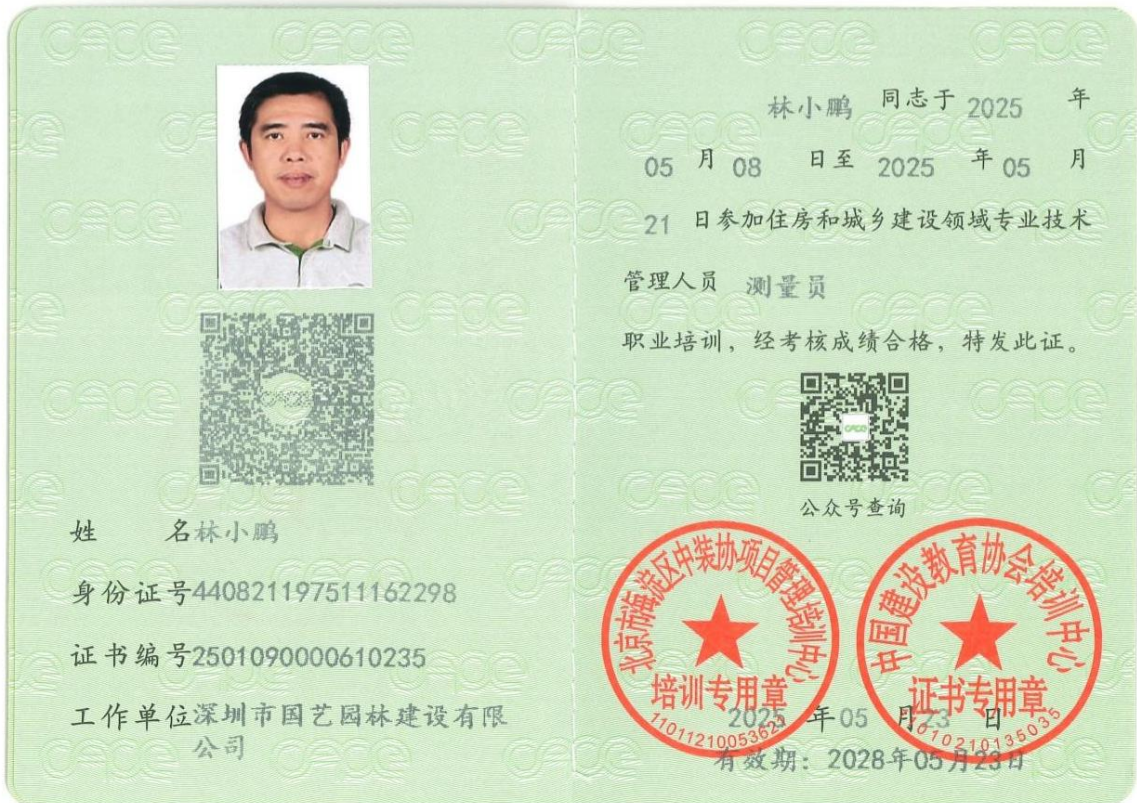 姓 名林小鹏
身份证号440821197511162298
证书编号2501090000610235
工作单位深圳市国艺园林建设有限
公司
林小鹏 同志于 2025 年
05 月 08 日至 2025 年 05 月
21 日参加住房和城乡建设领域专业技术
管理人员 测量员
职业培训，经考核成绩合格，特发此证。
公众号查询
北京市海淀区中装协项目管理培训中心
培训专用章
中国建设教育协会培训中心
证书专用章
2025 年 05 月 23 日
有效期：2028年05月23日